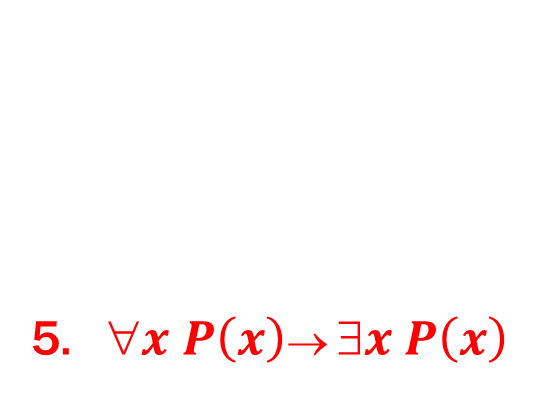 5. ∀x P(x)→∃x P(x)